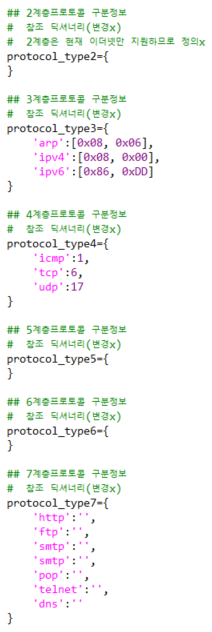 ## 2계층프로토콜 구분정보
#  참조 딕셔너리(변경x)
#  2계층은 현재 이더넷만 지원하므로 정의x
protocol_type2={
}
## 3계층프로토콜 구분정보
#  참조 딕셔너리(변경x)
protocol_type3={
    'arp':[0x08, 0x06],
    'ipv4':[0x08, 0x00],
    'ipv6':[0x86, 0xDD]
}
## 4계층프로토콜 구분정보
#  참조 딕셔너리(변경x)
protocol_type4={
    'icmp':1,
    'tcp':6,
    'udp':17
}
## 5계층프로토콜 구분정보
#  참조 딕셔너리(변경x)
protocol_type5={
}
## 6계층프로토콜 구분정보
#  참조 딕셔너리(변경x)
protocol_type6={
}
## 7계층프로토콜 구분정보
#  참조 딕셔너리(변경x)
protocol_type7={
    'http':'',
    'ftp':'',
    'smtp':'',
    'smtp':'',
    'pop':'',
    'telnet':'',
    'dns':''
}